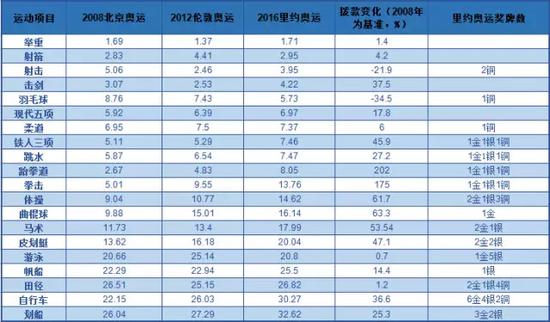 运动项目 2008北京奥运 2012伦敦奥运 2016里约奥运 拨款变化（2008年为基准，%） 里约奥运奖牌数
举重 1.69 1.37 1.71 1.4
射箭 2.83 4.41 2.95 4.2
射击 5.06 2.46 3.95 -21.9 2铜
击剑 3.07 2.53 4.22 37.5
羽毛球 8.76 7.43 5.73 -34.5 1铜
现代五项 5.92 6.39 6.97 17.8
柔道 6.95 7.5 7.37 6 1铜
铁人三项 5.11 5.29 7.46 45.9 1金1银1铜
跳水 5.87 6.54 7.47 27.2 1金1银1铜
跆拳道 2.67 4.83 8.05 202 1金1银1铜
拳击 5.01 9.55 13.76 175 1金1银1铜
体操 9.04 10.77 14.62 61.7 2金1银3铜
曲棍球 9.88 15.01 16.14 63.3 1金
马术 11.73 13.4 17.99 53.54 2金1银
皮划艇 13.62 16.18 20.04 47.1 2金2银
游泳 20.66 25.14 20.8 0.7 1金5银
帆船 22.29 22.94 25.5 14.4 1银
田径 26.51 25.15 26.82 1.2 2金1银4铜
自行车 22.15 26.03 30.27 36.6 6金4银2铜
划船 26.04 27.29 32.62 25.3 3金2银